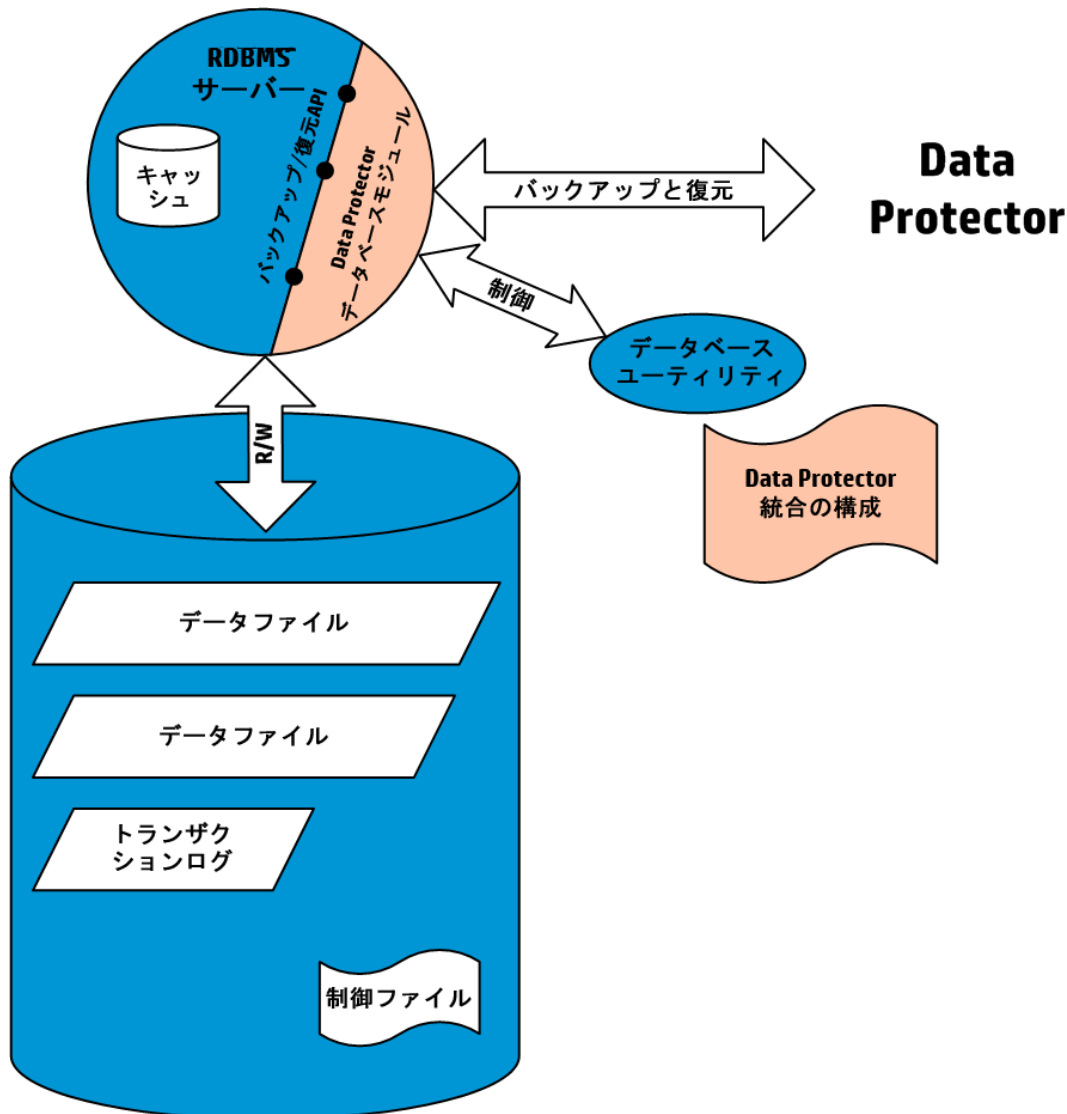 RDBMS
サーバー
キャッ
シュ
バックアップ/復元API
Data Protector
データベースモジュール
バックアップと復元
Data
Protector
制御
データベース
ユーティリティ
R/W
Data Protector
統合の構成
データファイル
データファイル
トランザク
ションログ
制御ファイル